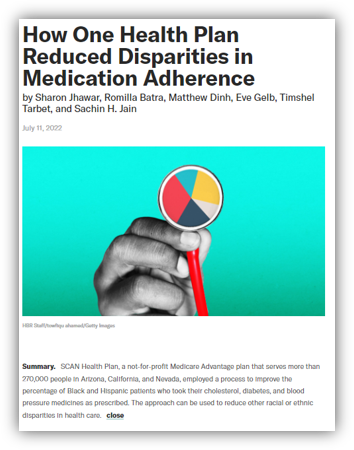 How One Health Plan
Reduced Disparities in
Medication Adherence
by Sharon Jhawar, Romilla Batra, Matthew Dinh, Eve Gelb, Timshel
Tarbet, and Sachin H. Jain
July 11, 2022
HBR Staff/towfiqu ahamed/Getty Images
Summary. SCAN Health Plan, a not-for-profit Medicare Advantage plan that serves more than
270,000 people in Arizona, California, and Nevada, employed a process to improve the
percentage of Black and Hispanic patients who took their cholesterol, diabetes, and blood
pressure medicines as prescribed. The approach can be used to reduce other racial or ethnic
disparities in health care. close